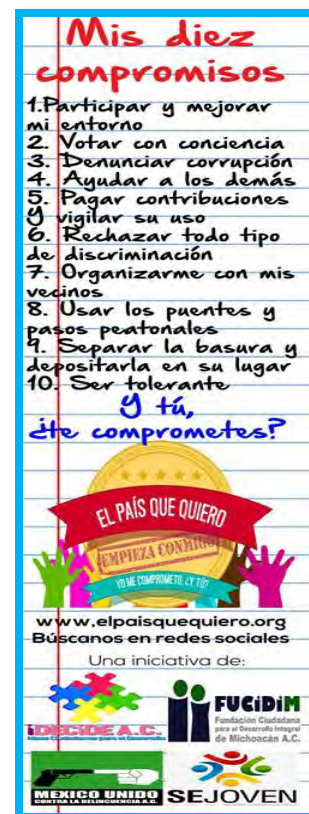 Mis diez
compromisos
1.Participar y mejorar
mi entorno
2. Votar con conciencia
3. Denunciar corrupción
4. Ayudar a los demás
5. Pagar contribuciones
y vigilar su uso
6. Rechazar todo tipo
de discriminación
7. Organizarme con mis
vecinos
8. Usar los puentes y
pasos peatonales
9. Separar la basura y
depositarla en su lugar
10. Ser tolerante
Y tú,
¿te comprometes?
EL PAÍS QUE QUIERO
EMPIEZA CONMIGO
YO ME COMPROMETO, ¿Y TÚ?
www.elpaisquequiero.org
Búscanos en redes sociales
Una iniciativa de:
iDECIDE A.C.
FUCiDiM
Fundación Ciudadana
para el Desarrollo Integral
de Michoacán A.C.
MEXICO UNIDO
CONTRA LA DELINCUENCIA A.C.
SEJOVEN